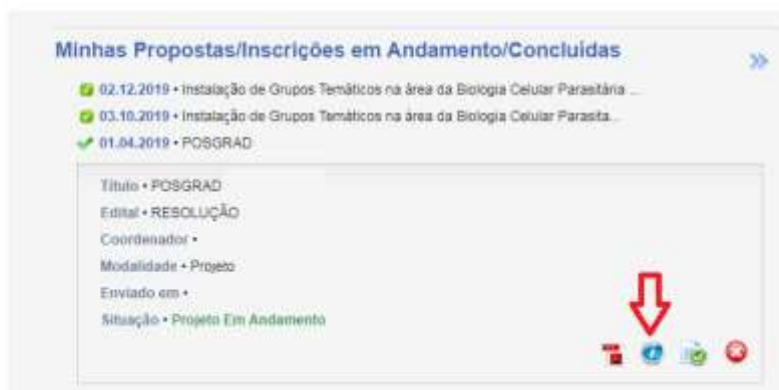 Minhas Propostas/Inscrições em Andamento/Concluídas
02.12.2019 • Instalação de Grupos Temáticos na área da Biologia Celular Parasitária ...
03.10.2019 • Instalação de Grupos Temáticos na área da Biologia Celular Parasita...
01.04.2019 • POSGRAD
Título • POSGRAD
Edital • RESOLUÇÃO
Coordenador •
Modalidade • Projeto
Enviado em •
Situação • Projeto Em Andamento